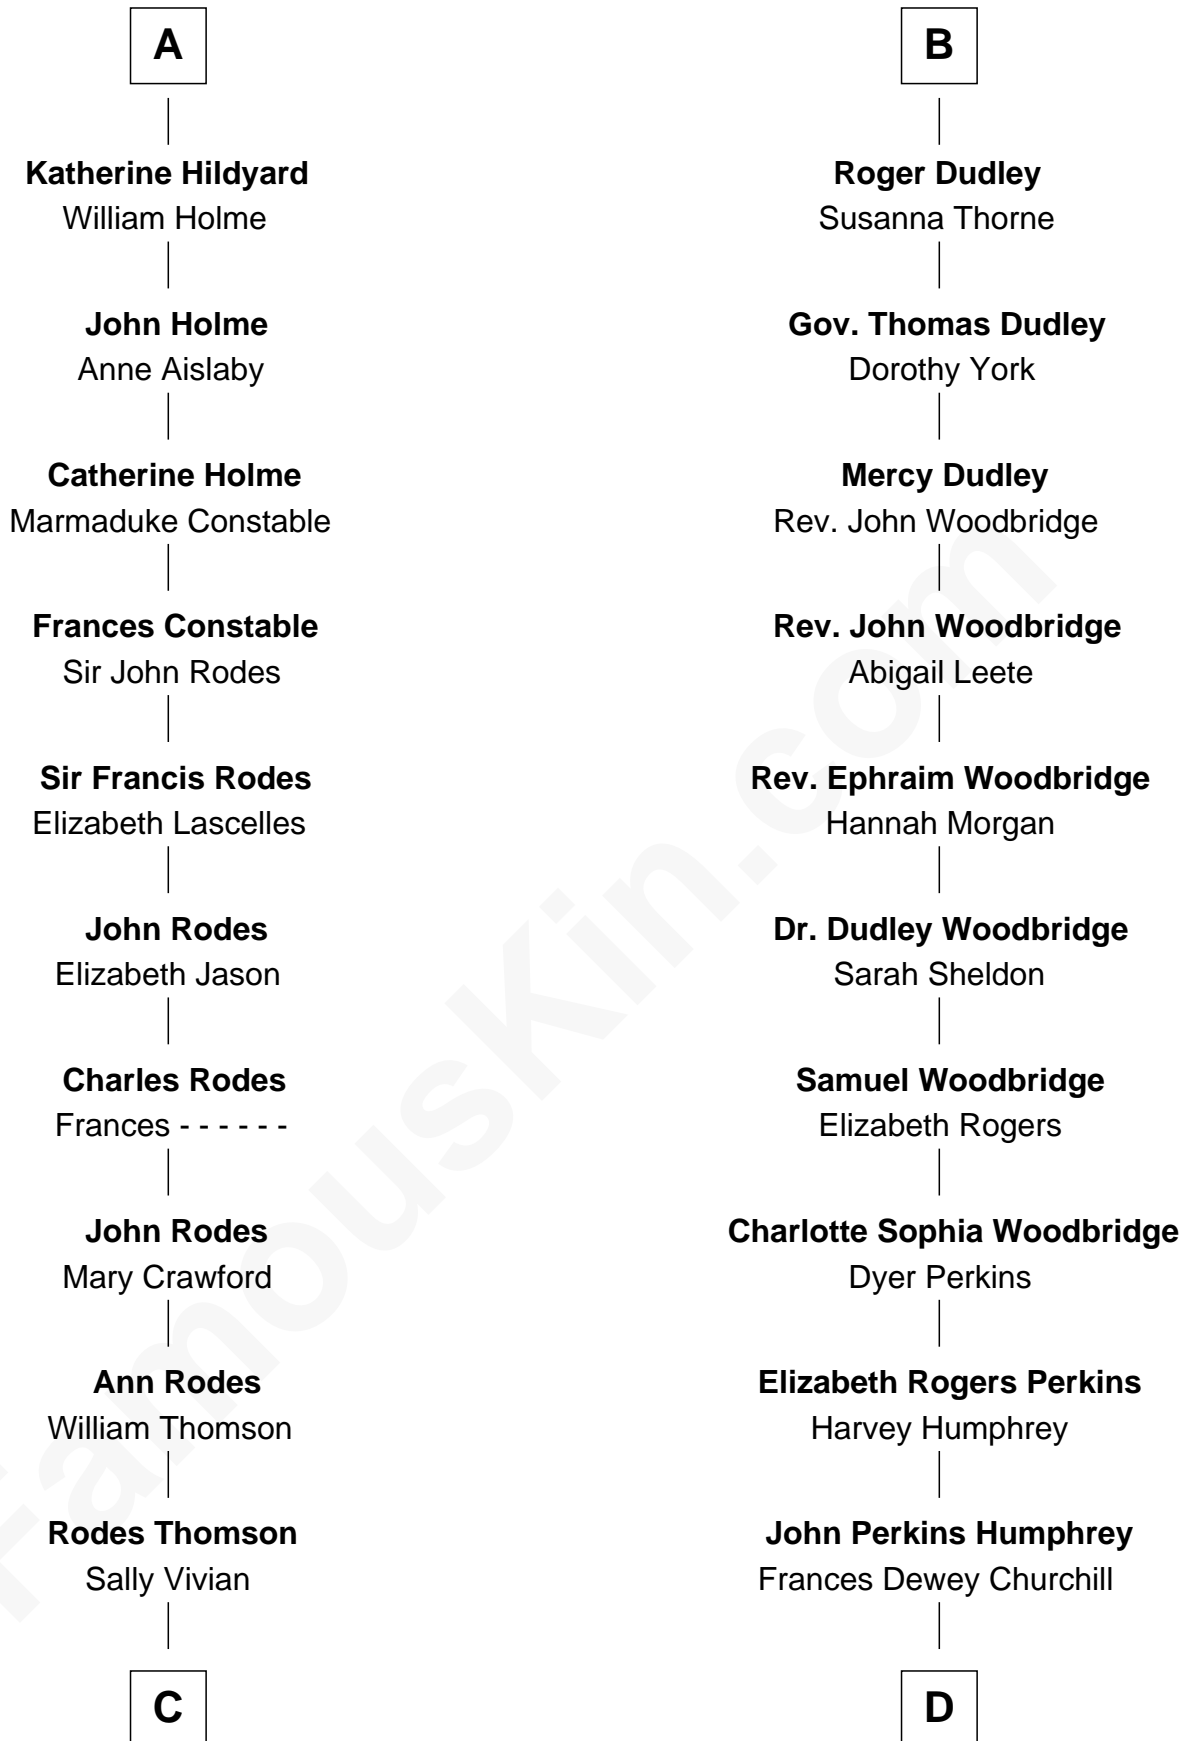 A
Katherine Hildyard
William Holme
John Holme
Anne Aislaby
Catherine Holme
Marmaduke Constable
Frances Constable
Sir John Rodes
Sir Francis Rodes
Elizabeth Lascelles
John Rodes
Elizabeth Jason
Charles Rodes
Frances - - - - - -
John Rodes
Mary Crawford
Ann Rodes
William Thomson
Rodes Thomson
Sally Vivian
C
B
Roger Dudley
Susanna Thorne
Gov. Thomas Dudley
Dorothy York
Mercy Dudley
Rev. John Woodbridge
Rev. John Woodbridge
Abigail Leete
Rev. Ephraim Woodbridge
Hannah Morgan
Dr. Dudley Woodbridge
Sarah Sheldon
Samuel Woodbridge
Elizabeth Rogers
Charlotte Sophia Woodbridge
Dyer Perkins
Elizabeth Rogers Perkins
Harvey Humphrey
John Perkins Humphrey
Frances Dewey Churchill
D
FamousKin.com